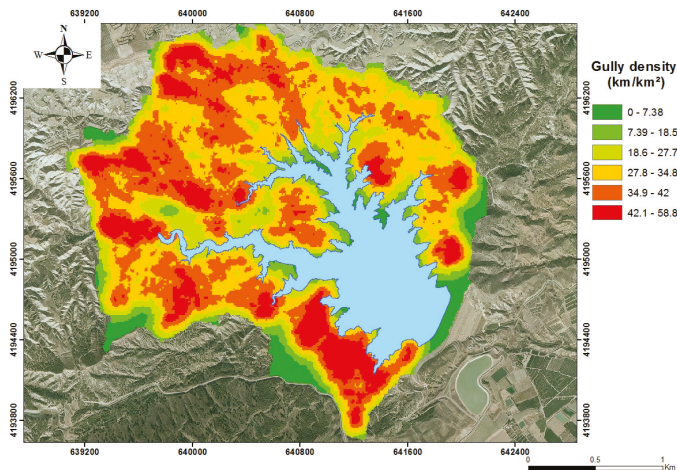 639200 640000 640800 641600 642400
N
W E
S
4196200 4196200
4195600 4195600
4195000 4195000
4194400 4194400
4193800 4193800
Gully density
(km/km²)
0 - 7.38
7.39 - 18.5
18.6 - 27.7
27.8 - 34.8
34.9 - 42
42.1 - 58.8
639200 640000 640800 641600 642400
0 0.5 1
Km